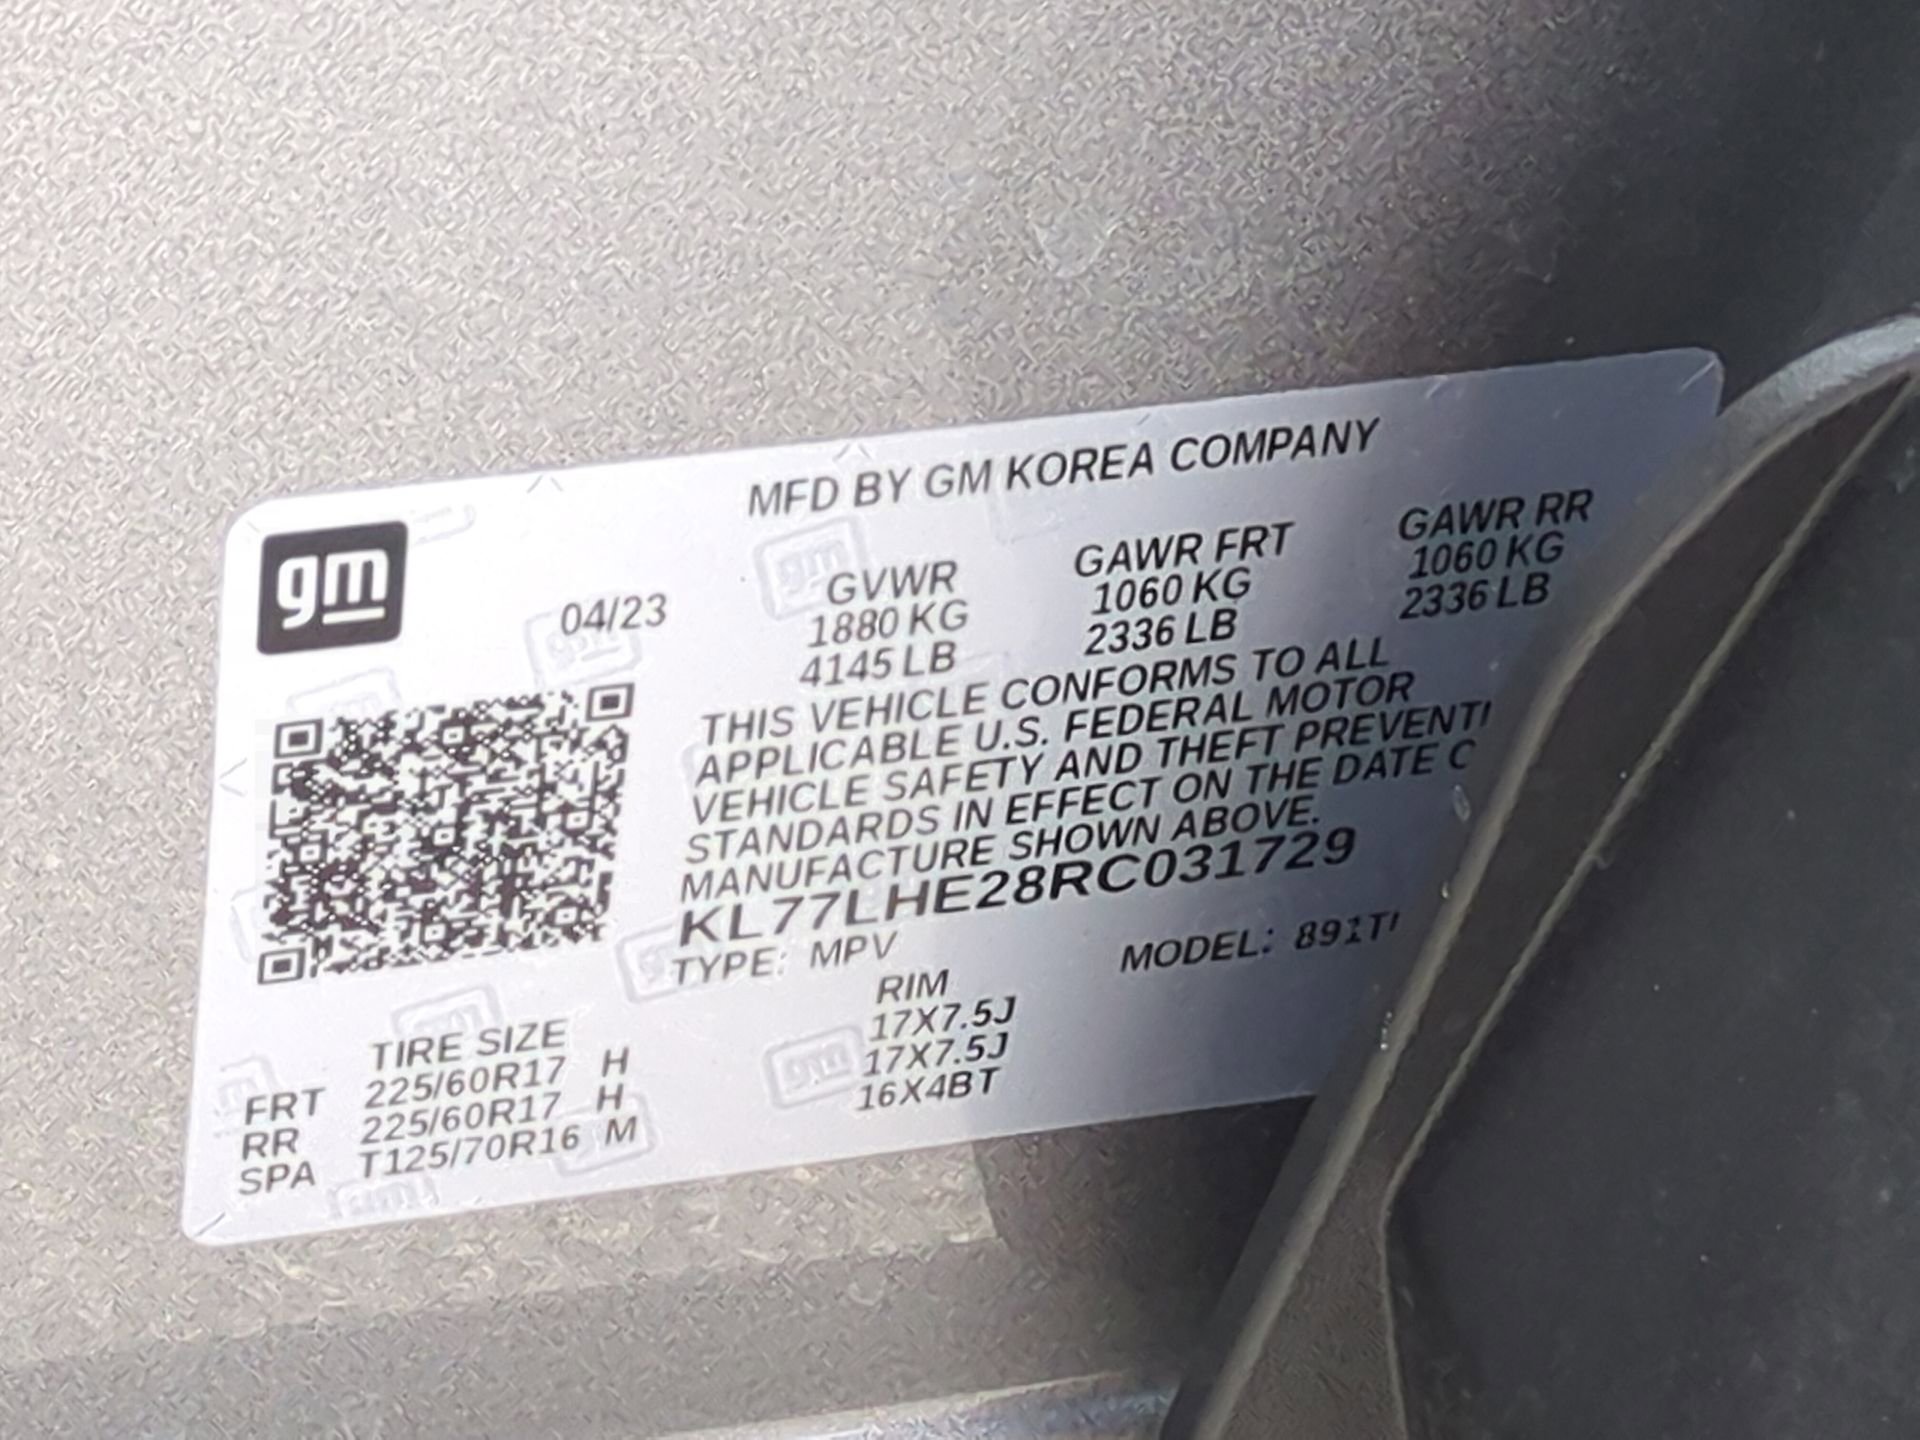 MFD BY GM KOREA COMPANY
gm
04/23
GVWR GAWR FRT GAWR RR
1880 KG 1060 KG 1060 KG
4145 LB 2336 LB 2336 LB
THIS VEHICLE CONFORMS TO ALL
APPLICABLE U.S. FEDERAL MOTOR
VEHICLE SAFETY AND THEFT PREVENTI
STANDARDS IN EFFECT ON THE DATE
MANUFACTURE SHOWN ABOVE.
KL77LHE28RC031729
TYPE: MPV MODEL:
TIRE SIZE RIM
FRT 225/60R17 H 17X7.5J
RR 225/60R17 H 17X7.5J
SPA T125/70R16 M 16X4BT